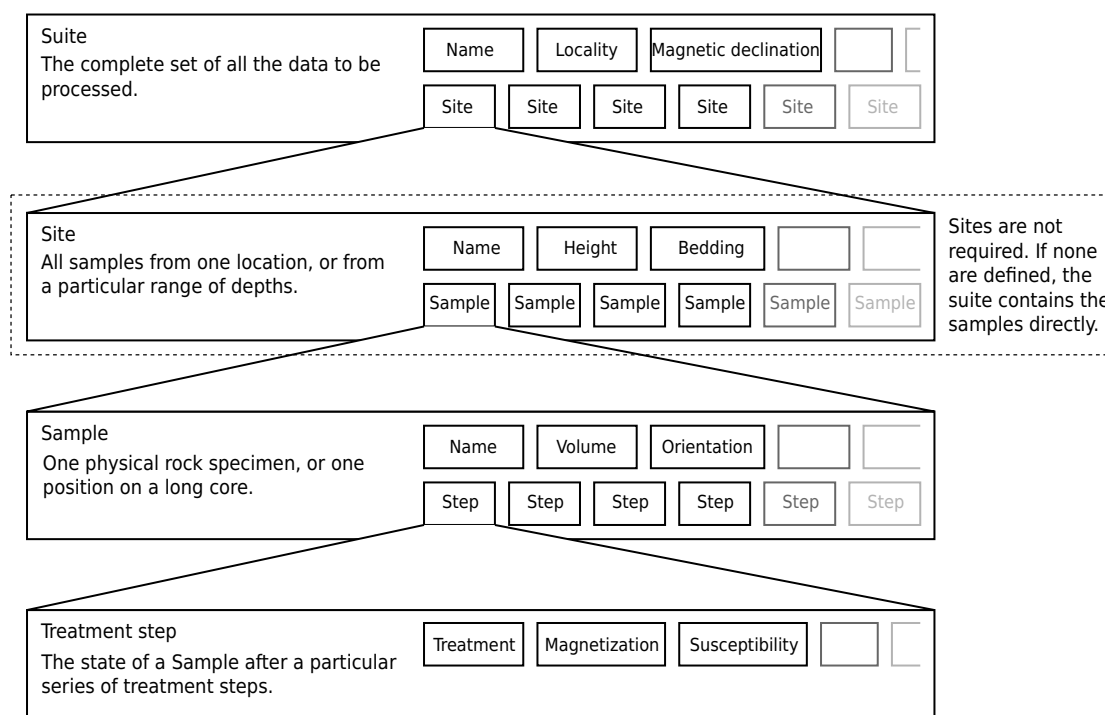 Suite
The complete set of all the data to be
processed.
Name Locality Magnetic declination
Site Site Site Site Site Site
Site
All samples from one location, or from
a particular range of depths.
Name Height Bedding
Sample Sample Sample Sample Sample Sample
Sites are not
required. If none
are defined, the
suite contains the
samples directly.
Sample
One physical rock specimen, or one
position on a long core.
Name Volume Orientation
Step Step Step Step Step Step
Treatment step
The state of a Sample after a particular
series of treatment steps.
Treatment Magnetization Susceptibility